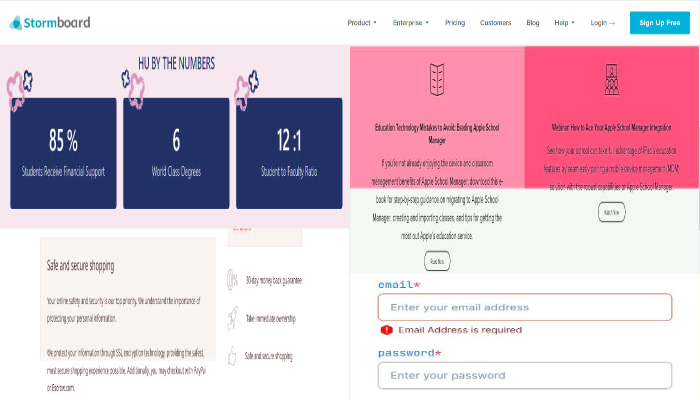 Stormboard
Product
Enterprise
Pricing
Customers
Blog
Help
Login →
Sign Up Free
HU BY THE NUMBERS
85 %
Students Receive Financial Support
6
World Class Degrees
12 :1
Student to Faculty Ratio
Education Technology Mistakes to Avoid: Evading Apple School
Manager
If you're not already enjoying the device and classroom
management benefits of Apple School Manager, download this e-
book for step-by-step guidance on migrating to Apple School
Manager, creating and importing classes, and tips for getting the
most out Apple's education service.
Read Now
Webinar: How to Ace Your Apple School Manager Integration
See how your school can take full advantage of iPad's education
features by seamlessly pairing a mobile device management (MDM)
solution with the robust capabilities of Apple School Manager.
Watch Now
Safe and secure shopping
Your online safety and security is our top priority. We understand the importance of
protecting your personal information.
We protect your information through SSL encryption technology, providing the safest,
most secure shopping experience possible. Additionally, you may checkout with PayPal
or Escrow.com.
30-day money back guarantee
Take immediate ownership
Safe and secure shopping
email*
Enter your email address
Email Address is required
password*
Enter your password